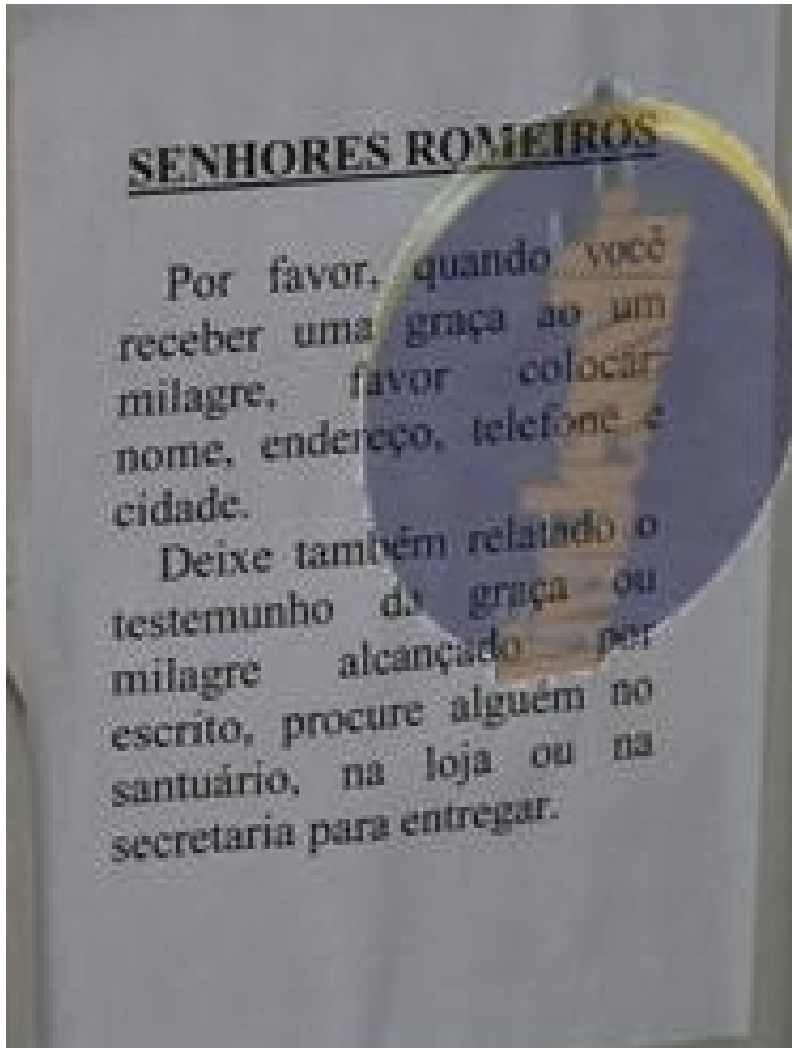 SENHORES ROMEIROS
Por favor, quando você
receber uma graça ao um
milagre, favor colocar
nome, endereço, telefone e
cidade.
Deixe também relatado o
testemunho da graça ou
milagre alcançado por
escrito, procure alguém no
santuário, na loja ou na
secretaria para entregar.